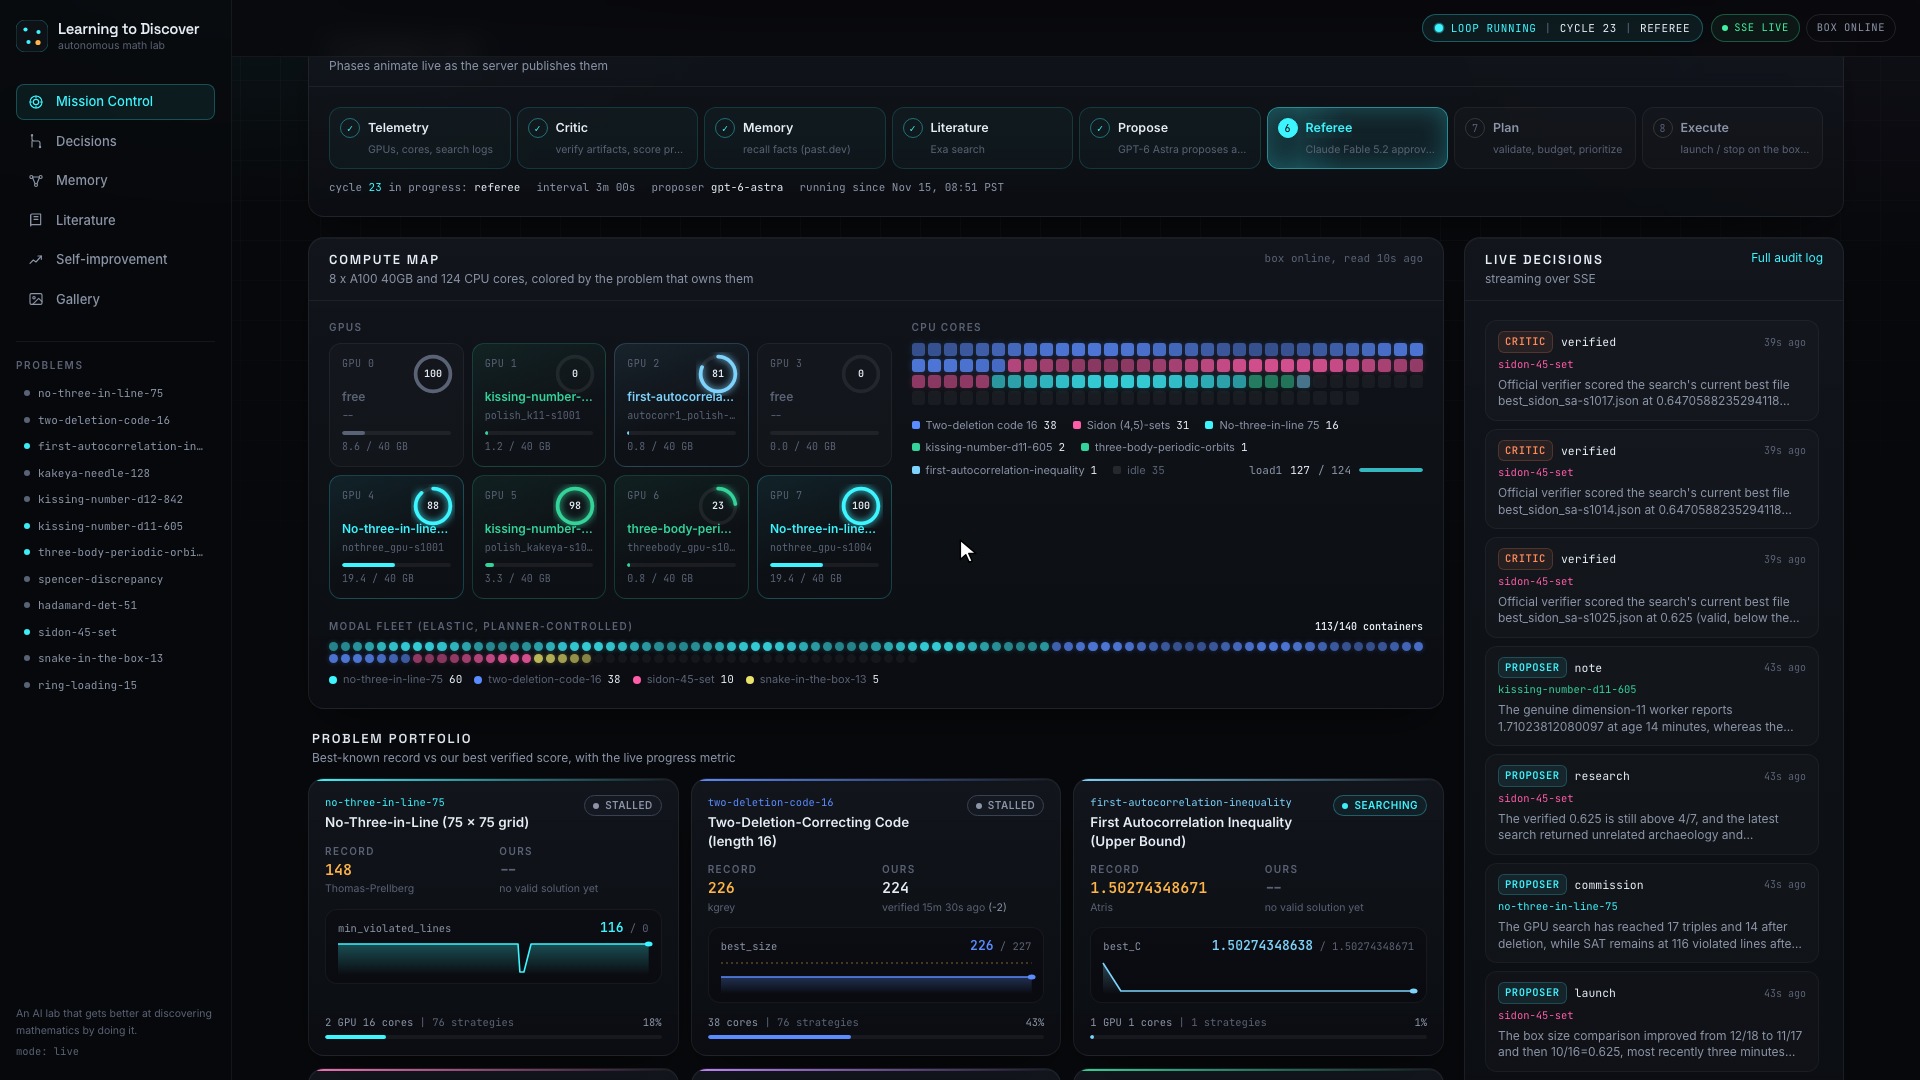 Learning to Discover
autonomous math lab
LOOP RUNNING | CYCLE 23 | REFEREE
SSE LIVE
BOX ONLINE
Mission Control
Decisions
Memory
Literature
Self-improvement
Gallery
PROBLEMS
no-three-in-line-75
two-deletion-code-16
first-autocorrelation-in…
kakeya-needle-128
kissing-number-d12-842
kissing-number-d11-605
three-body-periodic-orbi…
spencer-discrepancy
hadamard-det-51
sidon-45-set
snake-in-the-box-13
ring-loading-15
An AI lab that gets better at discovering
mathematics by doing it.
mode: live
Phases animate live as the server publishes them
✓ Telemetry
GPUs, cores, search logs
✓ Critic
verify artifacts, score pr…
✓ Memory
recall facts (past.dev)
✓ Literature
Exa search
✓ Propose
GPT-6 Astra proposes a…
6 Referee
Claude Fable 5.2 approv…
7 Plan
validate, budget, prioritize
8 Execute
launch / stop on the box…
cycle 23 in progress: referee interval 3m 00s proposer gpt-6-astra running since Nov 15, 08:51 PST
COMPUTE MAP
box online, read 10s ago
8 x A100 40GB and 124 CPU cores, colored by the problem that owns them
GPUS
GPU 0
100
free
--
8.6 / 40 GB
GPU 1
0
kissing-number-…
polish_k11-s1001
1.2 / 40 GB
GPU 2
81
first-autocorrela…
autocorr1_polish-…
0.8 / 40 GB
GPU 3
0
free
--
0.0 / 40 GB
GPU 4
88
No-three-in-line…
nothree_gpu-s1001
19.4 / 40 GB
GPU 5
98
kissing-number-…
polish_kakeya-s10…
3.3 / 40 GB
GPU 6
23
three-body-peri…
threebody_gpu-s10…
0.8 / 40 GB
GPU 7
100
No-three-in-line…
nothree_gpu-s1004
19.4 / 40 GB
CPU CORES
Two-deletion code 16 38 Sidon (4,5)-sets 31 No-three-in-line 75 16
kissing-number-d11-605 2 three-body-periodic-orbits 1
first-autocorrelation-inequality 1 idle 35
load1 127 / 124
MODAL FLEET (ELASTIC, PLANNER-CONTROLLED)
113/140 containers
no-three-in-line-75 60 two-deletion-code-16 38 sidon-45-set 10 snake-in-the-box-13 5
PROBLEM PORTFOLIO
Best-known record vs our best verified score, with the live progress metric
no-three-in-line-75
STALLED
No-Three-in-Line (75 × 75 grid)
RECORD
148
Thomas-Prellberg
OURS
--
no valid solution yet
min_violated_lines 116 / 0
2 GPU 16 cores | 76 strategies 18%
two-deletion-code-16
STALLED
Two-Deletion-Correcting Code
(length 16)
RECORD
226
kgrey
OURS
224
verified 15m 30s ago (-2)
best_size 226 / 227
38 cores | 76 strategies 43%
first-autocorrelation-inequality
SEARCHING
First Autocorrelation Inequality
(Upper Bound)
RECORD
1.50274348671
Atris
OURS
--
no valid solution yet
best_C 1.50274348638 / 1.50274348671
1 GPU 1 cores | 1 strategies 1%
LIVE DECISIONS
Full audit log
streaming over SSE
CRITIC verified 39s ago
sidon-45-set
Official verifier scored the search's current best file
best_sidon_sa-s1017.json at 0.6470588235294118…
CRITIC verified 39s ago
sidon-45-set
Official verifier scored the search's current best file
best_sidon_sa-s1014.json at 0.6470588235294118…
CRITIC verified 39s ago
sidon-45-set
Official verifier scored the search's current best file
best_sidon_sa-s1025.json at 0.625 (valid, below the…
PROPOSER note 43s ago
kissing-number-d11-605
The genuine dimension-11 worker reports
1.71023812080097 at age 14 minutes, whereas the…
PROPOSER research 43s ago
sidon-45-set
The verified 0.625 is still above 4/7, and the latest
search returned unrelated archaeology and…
PROPOSER commission 43s ago
no-three-in-line-75
The GPU search has reached 17 triples and 14 after
deletion, while SAT remains at 116 violated lines afte…
PROPOSER launch 43s ago
sidon-45-set
The box size comparison improved from 12/18 to 11/17
and then 10/16=0.625, most recently three minutes…